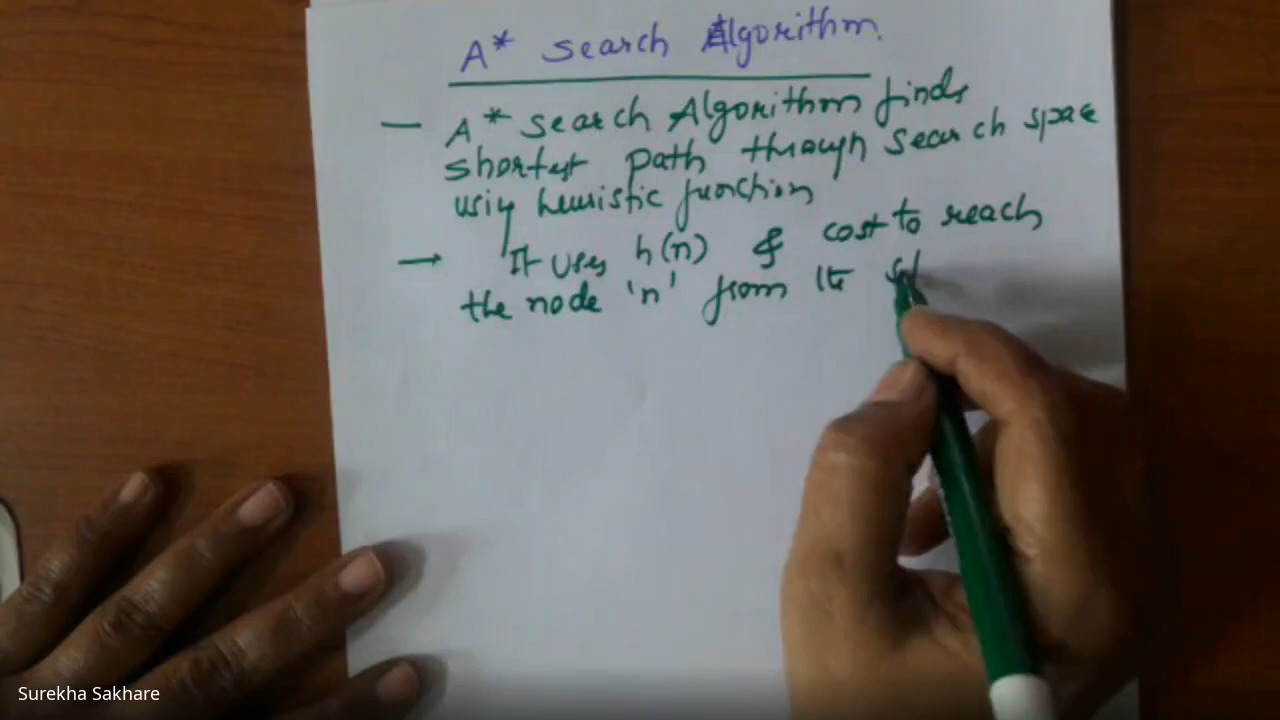 A* search Algorithm.
— A* search Algorithm finds
shortest path through search space
using heuristic function
→ It uses h(n) & cost to reach
the node 'n' from the
Surekha Sakhare